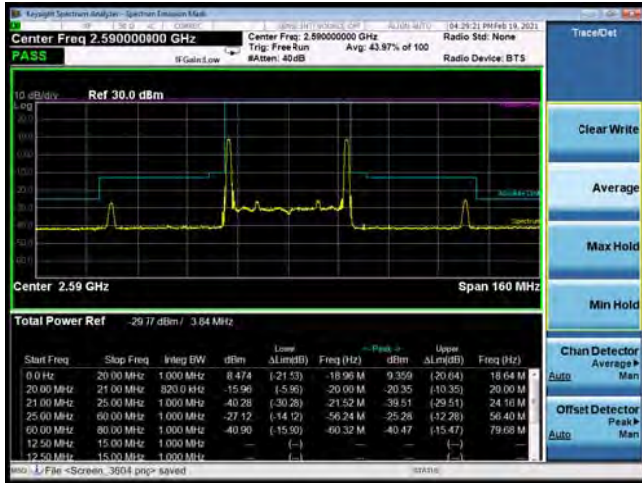 Keysight Spectrum Analyzer - Spectrum Emission Mask
RF 50 Ω AC CORREC SENSE:INT SOURCE OFF ALIGN AUTO 04:29:21 PM Feb 19, 2021
Center Freq 2.590000000 GHz
Center Freq: 2.590000000 GHz
Radio Std: None
Trace/Det
Trig: Free Run Avg: 43.97% of 100
PASS
IFGain:Low
#Atten: 40dB
Radio Device: BTS
10 dB/div Ref 30.0 dBm
Log
Clear Write
Average
Max Hold
Min Hold
Center 2.59 GHz Span 160 MHz
Total Power Ref -29.77 dBm / 3.84 MHz
Lower <- Peak -> Upper
Start Freq Stop Freq Integ BW dBm ΔLim(dB) Freq (Hz) dBm ΔLim(dB) Freq (Hz)
0.0 Hz 20.00 MHz 1.000 MHz 8.474 (-21.53) -18.96 M 9.359 (-20.64) 18.64 M
20.00 MHz 21.00 MHz 820.0 kHz -15.96 (-5.96) -20.00 M -20.35 (-10.35) 20.00 M
21.00 MHz 25.00 MHz 1.000 MHz -40.28 (-30.28) -21.52 M -39.51 (-29.51) 24.16 M
25.00 MHz 60.00 MHz 1.000 MHz -27.12 (-14.12) -56.24 M -25.28 (-12.28) 56.40 M
60.00 MHz 80.00 MHz 1.000 MHz -40.90 (-15.90) -60.32 M -40.47 (-15.47) 79.68 M
12.50 MHz 15.00 MHz 1.000 MHz --- (---) --- (---)
12.50 MHz 15.00 MHz 1.000 MHz --- (---) --- (---)
Chan Detector
Average
Auto Man
Offset Detector
Peak
Auto Man
MSG File <Screen_3604.png> saved STATUS